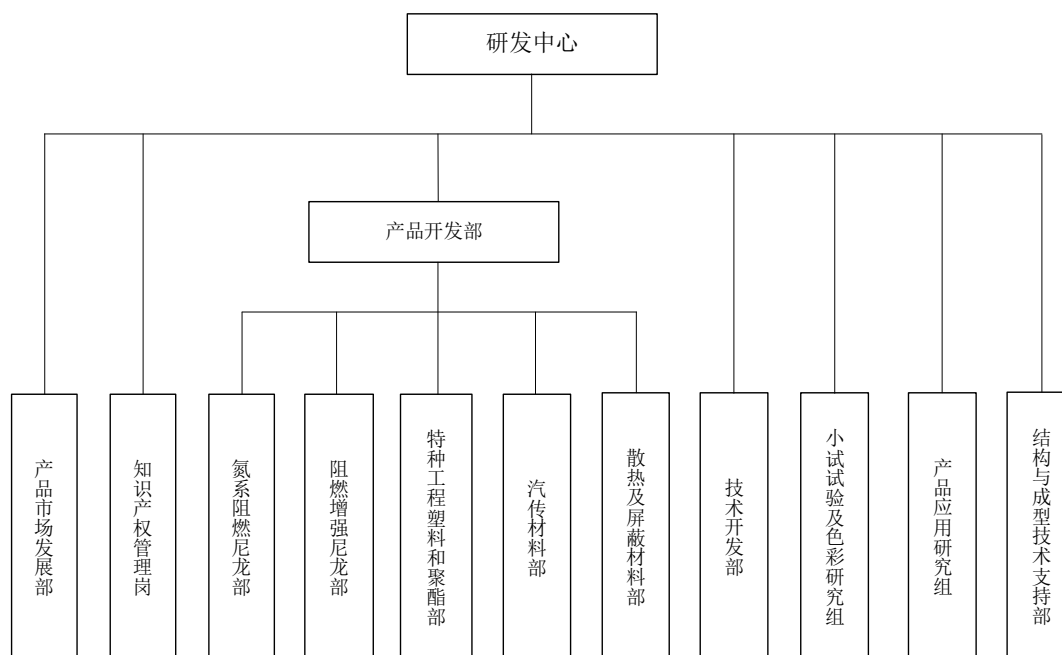 研发中心
产品开发部
产品市场发展部
知识产权管理岗
氮系阻燃尼龙部
阻燃增强尼龙部
特种工程塑料和聚酯部
汽传材料部
散热及屏蔽材料部
技术开发部
小试试验及色彩研究组
产品应用研究组
结构与成型技术支持部